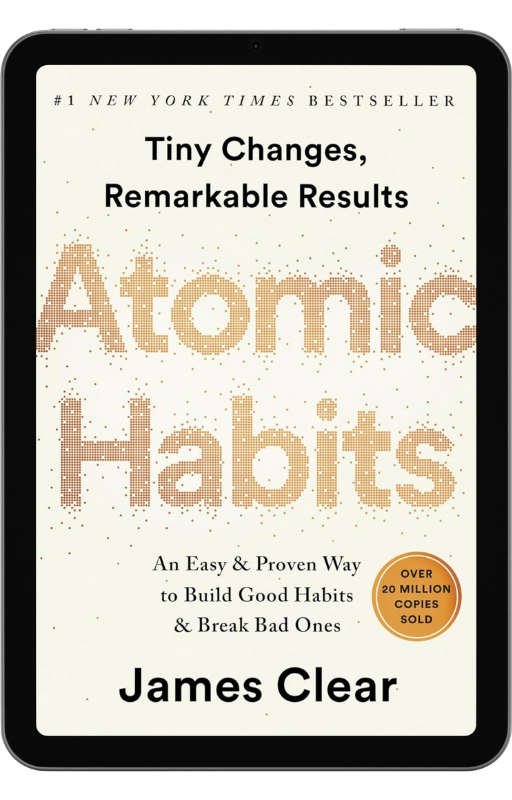 #1 NEW YORK TIMES BESTSELLER
Tiny Changes,
Remarkable Results
Atomic
Habits
An Easy & Proven Way
to Build Good Habits
& Break Bad Ones
OVER
20 MILLION
COPIES
SOLD
James Clear